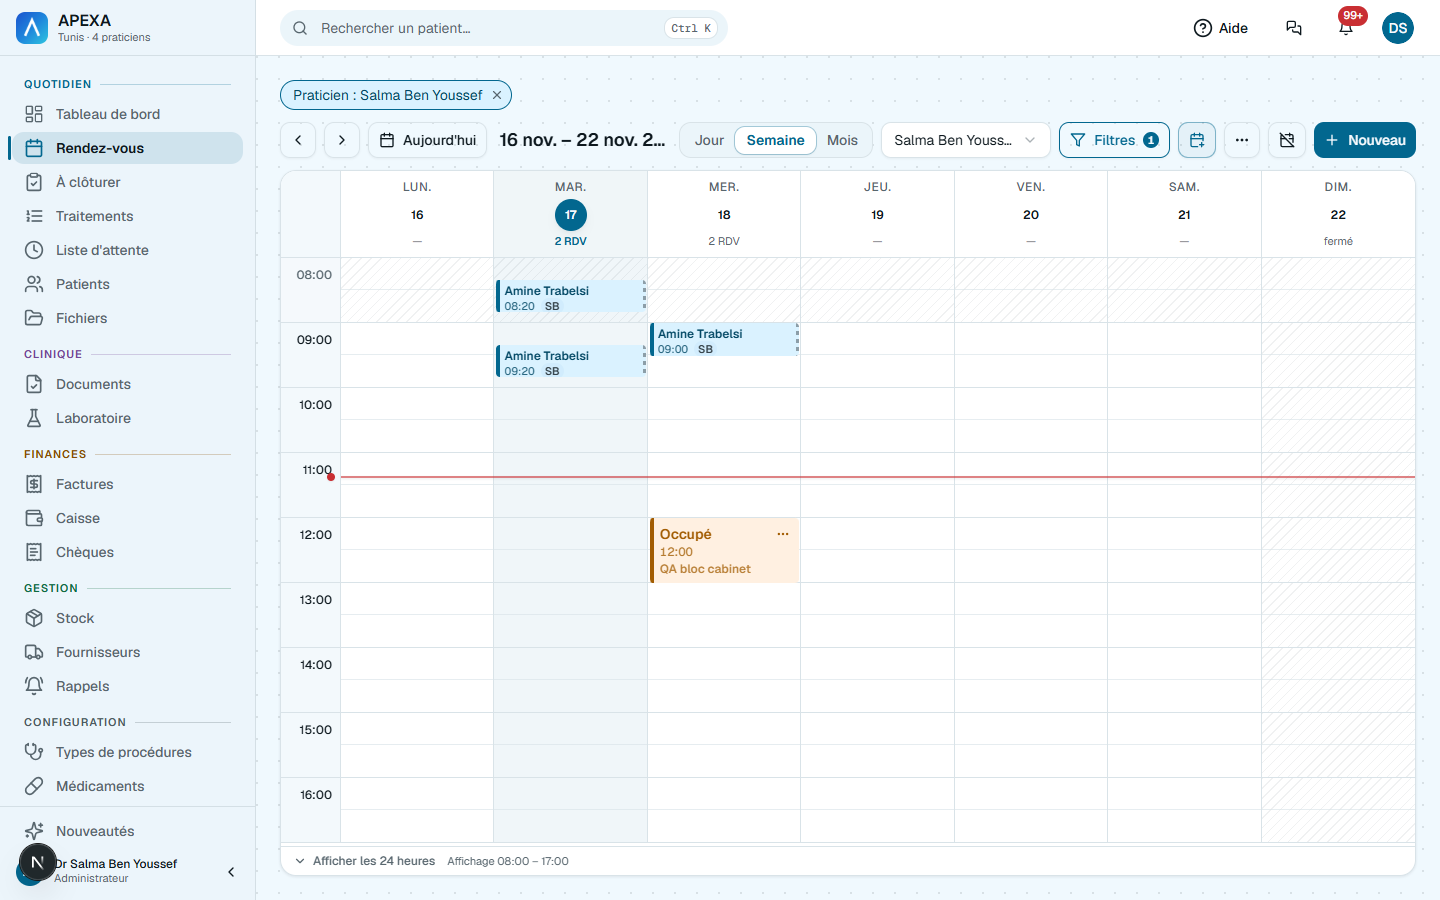 APEXA
Tunis · 4 praticiens
Rechercher un patient…
Ctrl K
Aide
99+
DS
QUOTIDIEN
Tableau de bord
Rendez-vous
À clôturer
Traitements
Liste d'attente
Patients
Fichiers
CLINIQUE
Documents
Laboratoire
FINANCES
Factures
Caisse
Chèques
GESTION
Stock
Fournisseurs
Rappels
CONFIGURATION
Types de procédures
Médicaments
Nouveautés
N
Dr Salma Ben Youssef
Administrateur
Praticien : Salma Ben Youssef
Aujourd'hui
16 nov. – 22 nov. 2…
Jour
Semaine
Mois
Salma Ben Youss…
Filtres
1
Nouveau
LUN. MAR. MER. JEU. VEN. SAM. DIM.
16 17 18 19 20 21 22
— 2 RDV 2 RDV — — — fermé
08:00
Amine Trabelsi
08:20 SB
09:00
Amine Trabelsi
09:00 SB
Amine Trabelsi
09:20 SB
10:00
11:00
12:00
Occupé
12:00
QA bloc cabinet
13:00
14:00
15:00
16:00
Afficher les 24 heures Affichage 08:00 – 17:00